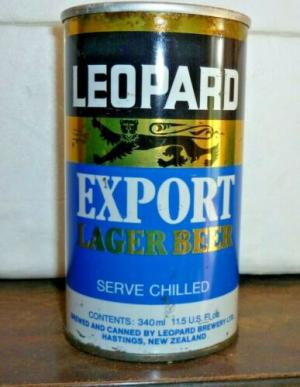 LEOPARD
EXPORT
LAGER BEER
SERVE CHILLED
CONTENTS: 340ml 11.5 U.S. FL.ozs
BREWED AND CANNED BY LEOPARD BREWERY LTD.
HASTINGS, NEW ZEALAND